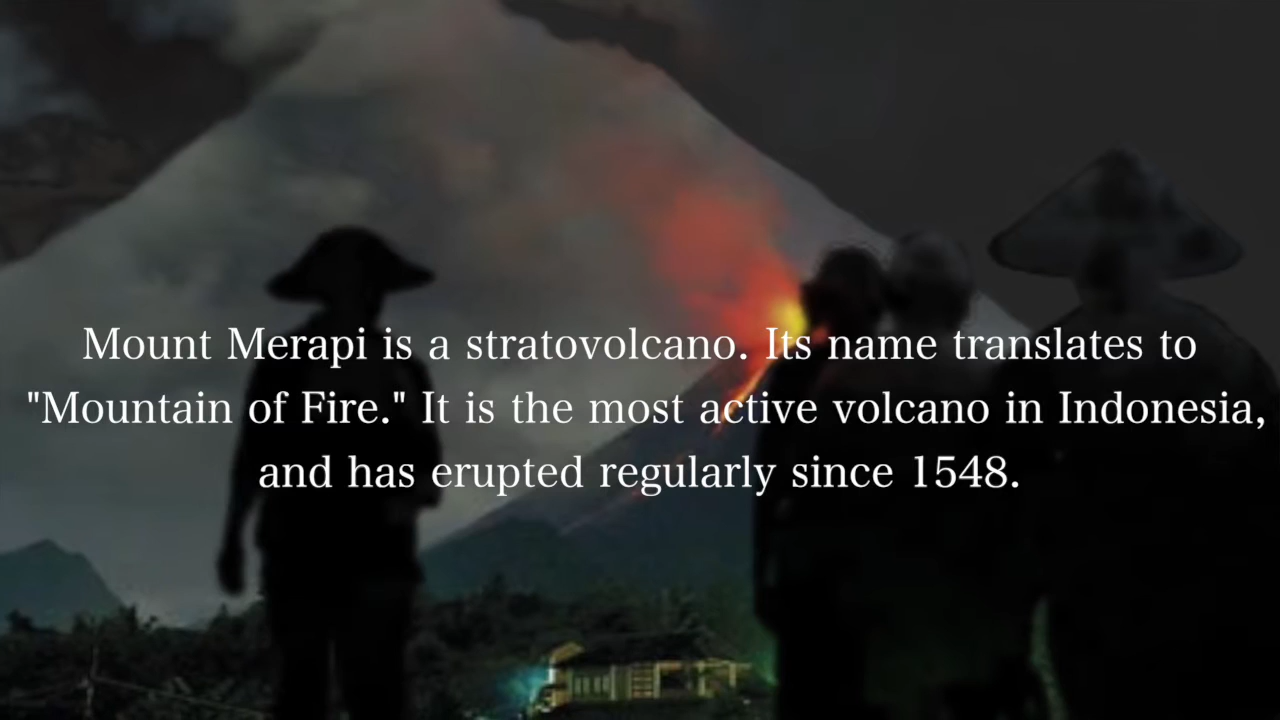 Mount Merapi is a stratovolcano. Its name translates to
"Mountain of Fire." It is the most active volcano in Indonesia,
and has erupted regularly since 1548.